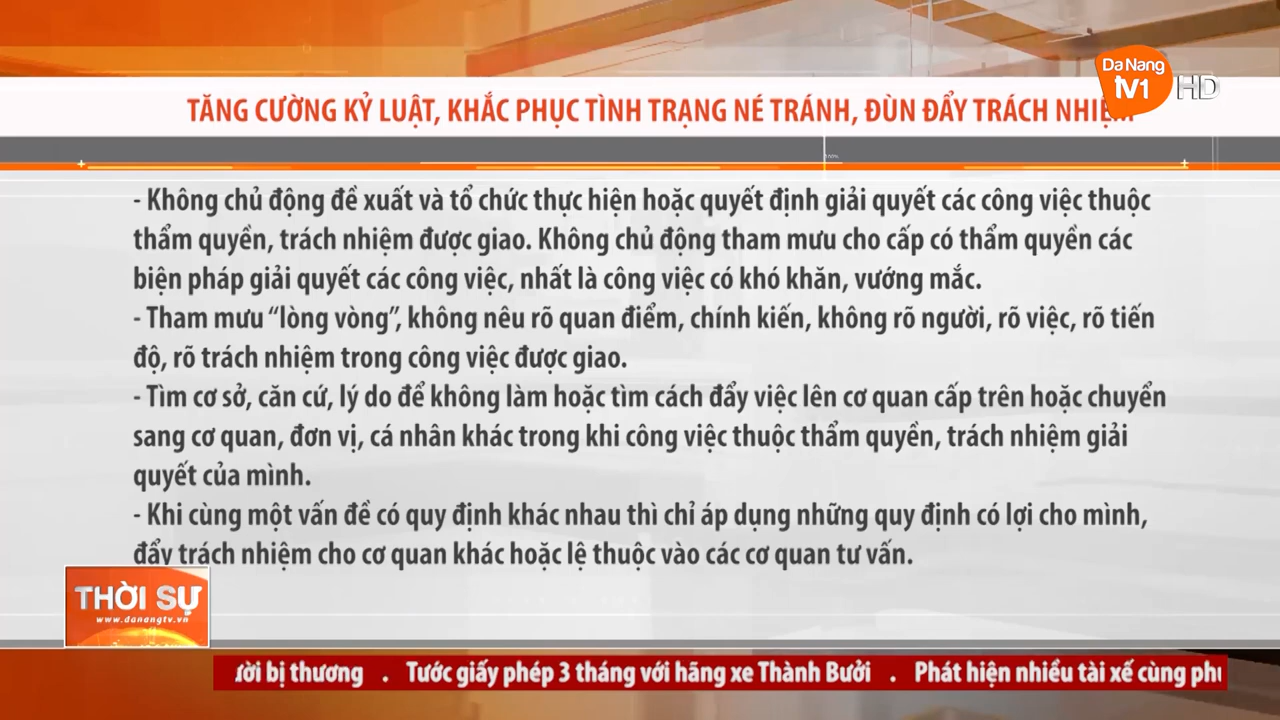 Da Nang
TV1 HD
TĂNG CƯỜNG KỶ LUẬT, KHẮC PHỤC TÌNH TRẠNG NÉ TRÁNH, ĐÙN ĐẨY TRÁCH NHIỆM
100%
- Không chủ động đề xuất và tổ chức thực hiện hoặc quyết định giải quyết các công việc thuộc
thẩm quyền, trách nhiệm được giao. Không chủ động tham mưu cho cấp có thẩm quyền các
biện pháp giải quyết các công việc, nhất là công việc có khó khăn, vướng mắc.
- Tham mưu “lòng vòng”, không nêu rõ quan điểm, chính kiến, không rõ người, rõ việc, rõ tiến
độ, rõ trách nhiệm trong công việc được giao.
- Tìm cơ sở, căn cứ, lý do để không làm hoặc tìm cách đẩy việc lên cơ quan cấp trên hoặc chuyển
sang cơ quan, đơn vị, cá nhân khác trong khi công việc thuộc thẩm quyền, trách nhiệm giải
quyết của mình.
- Khi cùng một vấn đề có quy định khác nhau thì chỉ áp dụng những quy định có lợi cho mình,
đẩy trách nhiệm cho cơ quan khác hoặc lệ thuộc vào các cơ quan tư vấn.
THỜI SỰ
www.danangtv.vn
bị thương . Tước giấy phép 3 tháng với hãng xe Thành Bưởi . Phát hiện nhiều tài xế cùng